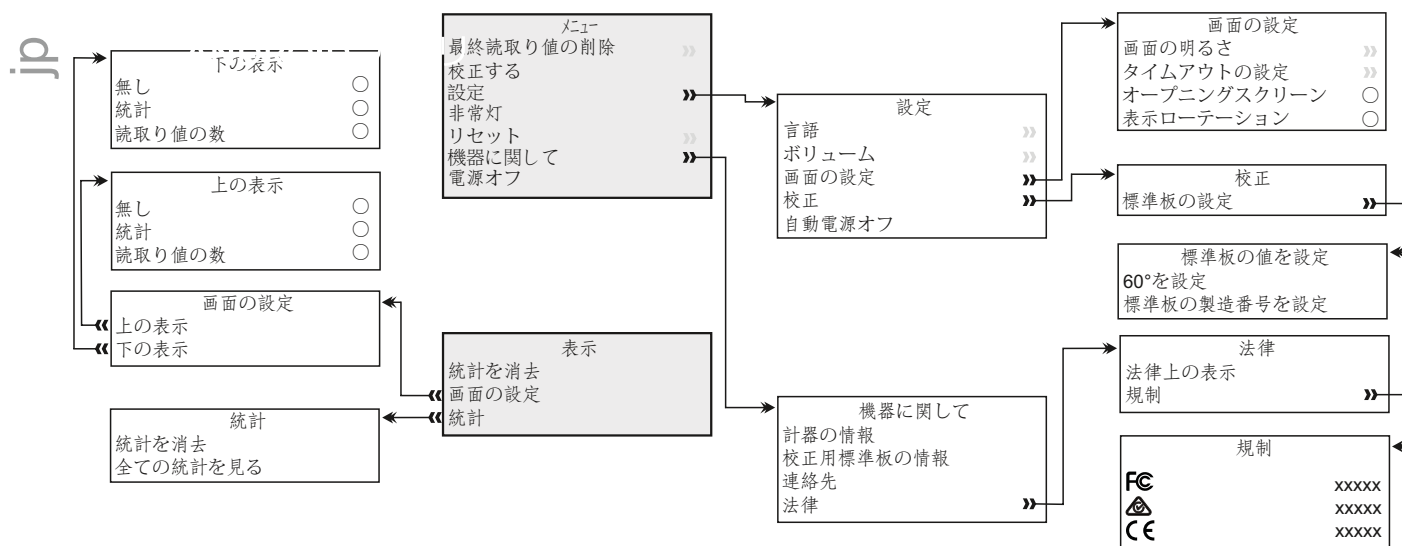 jp
下の表示
無し
統計
読取り値の数
上の表示
無し
統計
読取り値の数
画面の設定
上の表示
下の表示
統計
統計を消去
全ての統計を見る
メニュー
最終読取り値の削除
校正する
設定
非常灯
リセット
機器に関して
電源オフ
表示
統計を消去
画面の設定
統計
設定
言語
ボリューム
画面の設定
校正
自動電源オフ
機器に関して
計器の情報
校正用標準板の情報
連絡先
法律
画面の設定
画面の明るさ
タイムアウトの設定
オープニングスクリーン
表示ローテーション
校正
標準板の設定
標準板の値を設定
60°を設定
標準板の製造番号を設定
法律
法律上の表示
規制
規制
FC xxxxx
xxxxx
CE xxxxx